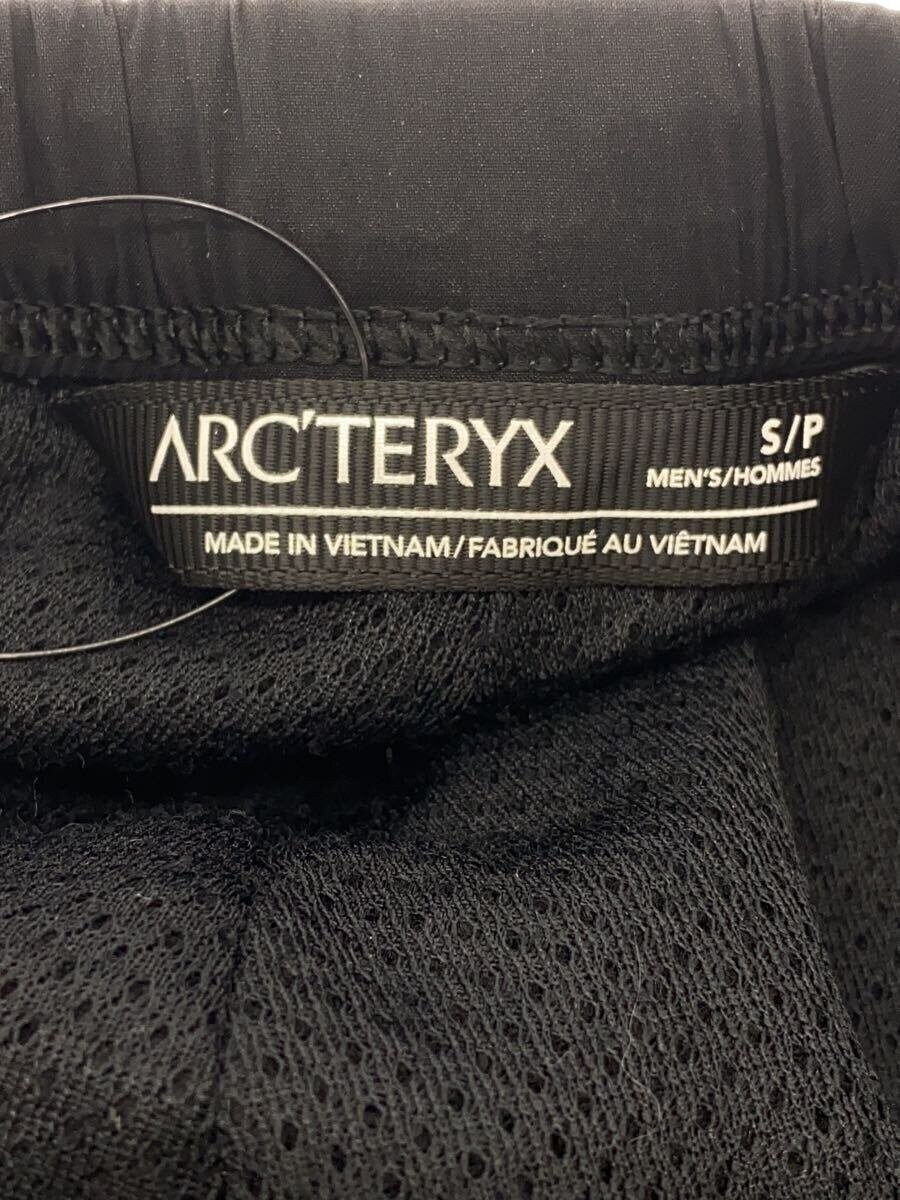 ARC'TERYX
S/P
MEN'S/HOMMES
MADE IN VIETNAM/FABRIQUÉ AU VIÊTNAM